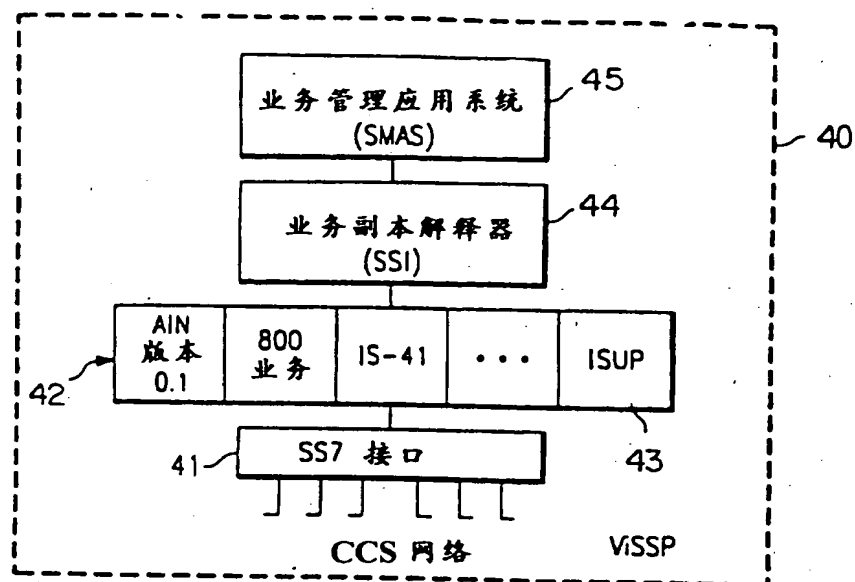 业务管理应用系统
(SMAS)
45
40
业务副本解释器
(SSI)
44
AIN
版本
0.1
800
业务
IS-41
•••
ISUP
42
43
SS7 接口
41
CCS 网络
ViSSP